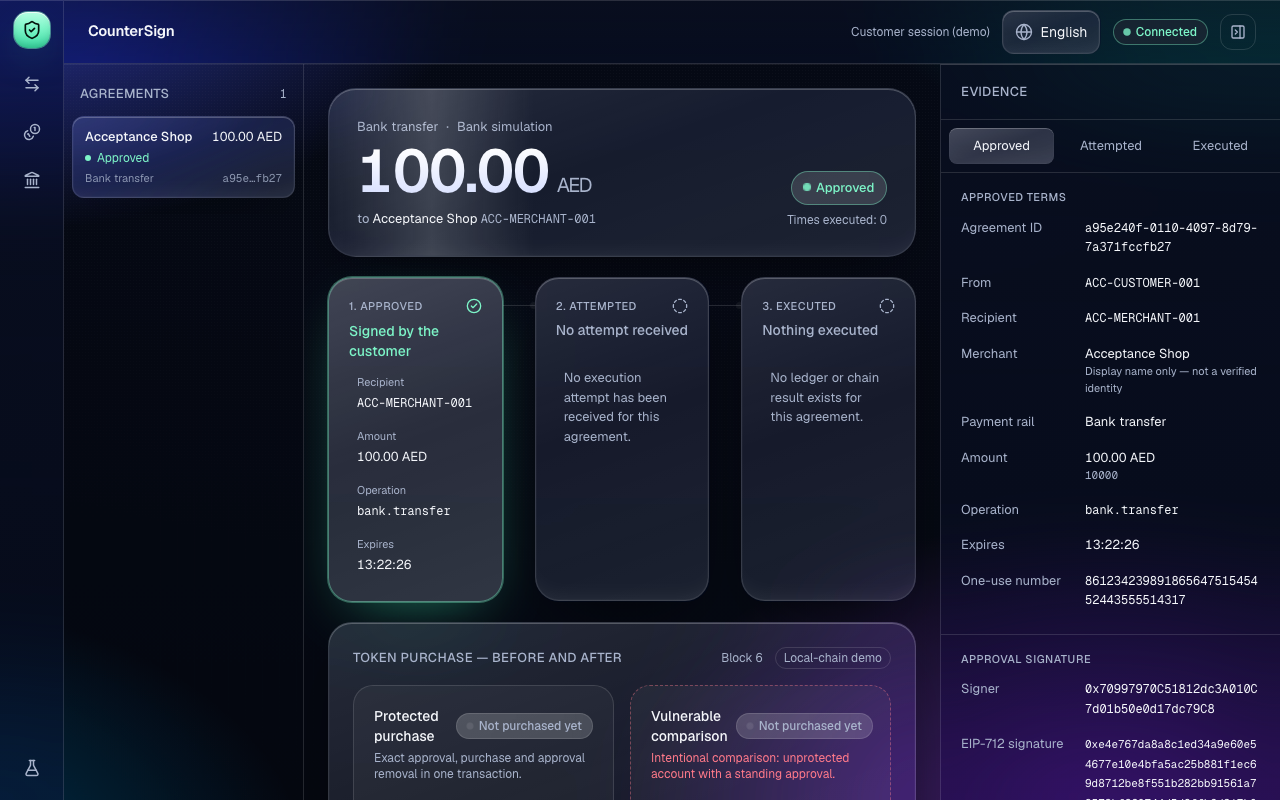 CounterSign
Customer session (demo)
English
Connected
AGREEMENTS 1
Acceptance Shop 100.00 AED
Approved
Bank transfer a95e…fb27
Bank transfer · Bank simulation
100.00 AED
to Acceptance Shop ACC-MERCHANT-001
Approved
Times executed: 0
1. APPROVED
Signed by the
customer
Recipient
ACC-MERCHANT-001
Amount
100.00 AED
Operation
bank.transfer
Expires
13:22:26
2. ATTEMPTED
No attempt received
No execution
attempt has been
received for this
agreement.
3. EXECUTED
Nothing executed
No ledger or chain
result exists for
this agreement.
TOKEN PURCHASE — BEFORE AND AFTER
Block 6
Local-chain demo
Protected
purchase
Not purchased yet
Exact approval, purchase and approval
removal in one transaction.
Vulnerable
comparison
Not purchased yet
Intentional comparison: unprotected
account with a standing approval.
EVIDENCE
Approved Attempted Executed
APPROVED TERMS
Agreement ID a95e240f-0110-4097-8d79-
7a371fccfb27
From ACC-CUSTOMER-001
Recipient ACC-MERCHANT-001
Merchant Acceptance Shop
Display name only — not a verified
identity
Payment rail Bank transfer
Amount 100.00 AED
10000
Operation bank.transfer
Expires 13:22:26
One-use number 861234239891865647515454
52443555514317
APPROVAL SIGNATURE
Signer 0x70997970C51812dc3A010C
7d01b50e0d17dc79C8
EIP-712 signature 0xe4e767da8a8c1ed34a9e60e5
4677e10e4bfa5ac25b881f1ec6
9d8712be8f551b282bb91561a7